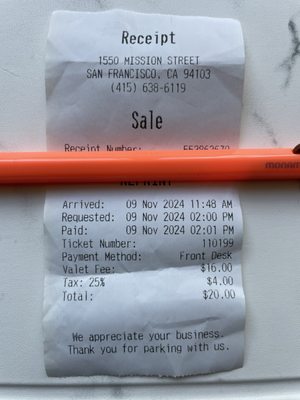 Receipt
1550 MISSION STREET
SAN FRANCISCO, CA 94103
(415) 638-6119
Sale
Receipt Number:
REPRINT
Arrived: 09 Nov 2024 11:48 AM
Requested: 09 Nov 2024 02:00 PM
Paid: 09 Nov 2024 02:01 PM
Ticket Number: 110199
Payment Method: Front Desk
Valet Fee: $16.00
Tax: 25% $4.00
Total: $20.00
We appreciate your business.
Thank you for parking with us.